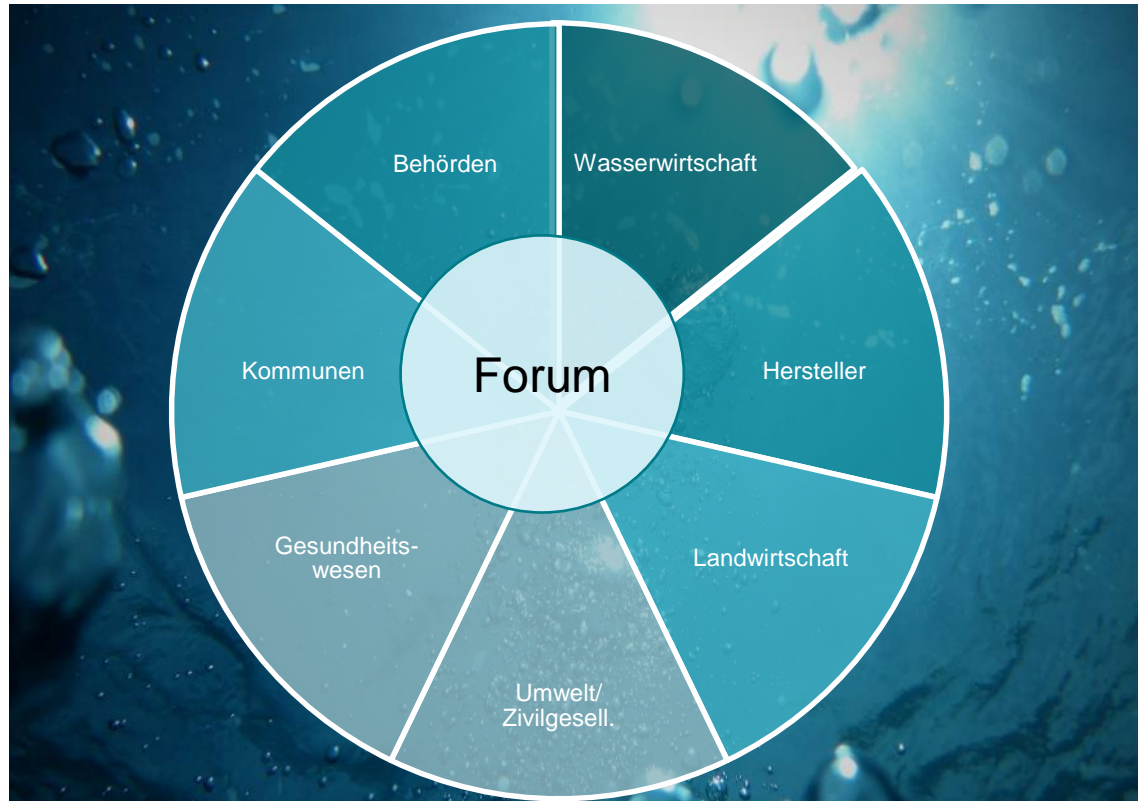 Behörden
Wasserwirtschaft
Kommunen
Forum
Hersteller
Gesundheits-
wesen
Landwirtschaft
Umwelt/
Zivilgesell.